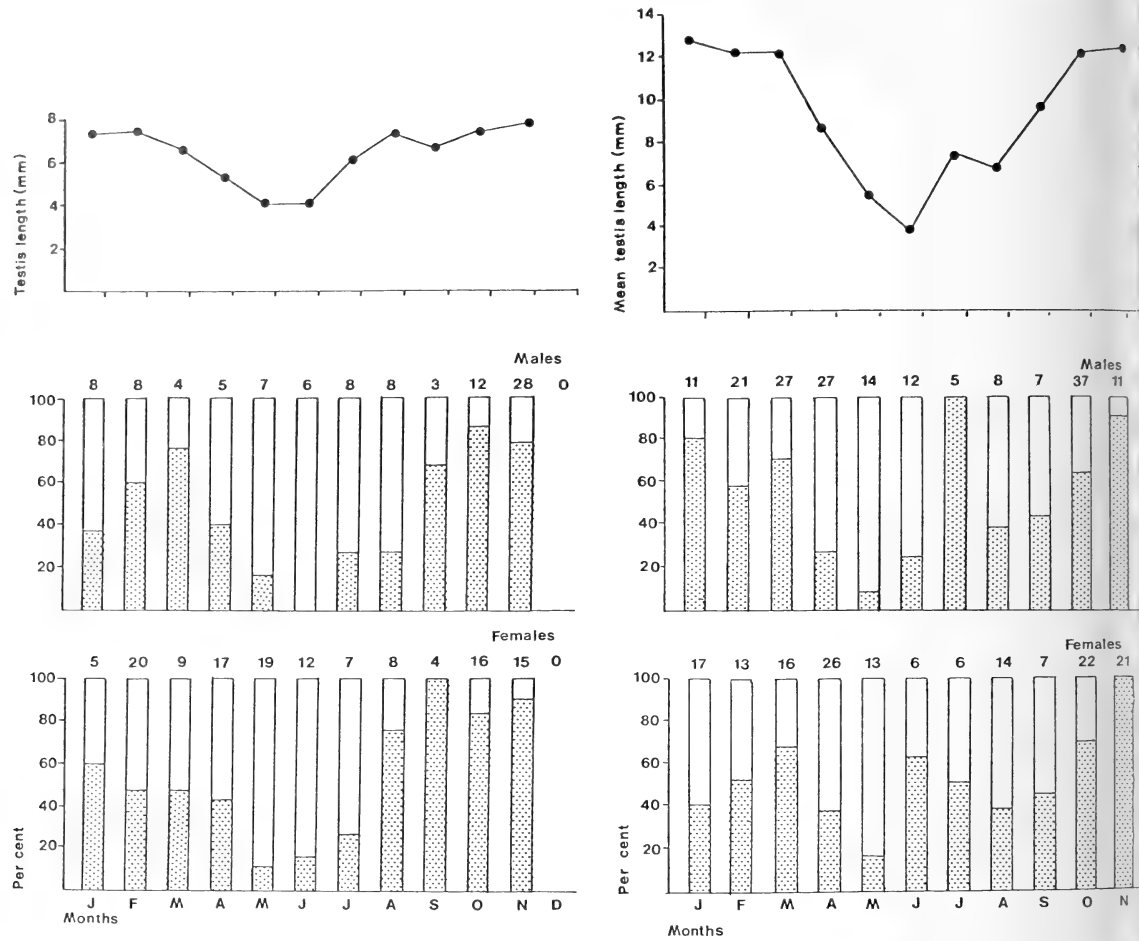 8
6
4
2
Testis length (mm)
Males
8 8 4 5 7 6 8 8 3 12 28 0
100
80
60
40
20
Females
5 20 9 17 19 12 7 8 4 16 15 0
100
80
60
40
20
Per cent
J F M A M J J A S O N D
Months
14
12
10
8
6
4
2
Mean testis length (mm)
Males
11 21 27 27 14 12 5 8 7 37 11
100
80
60
40
20
Females
17 13 16 26 13 6 6 14 7 22 21
100
80
60
40
20
Per cent
J F M A M J J A S O N
Months